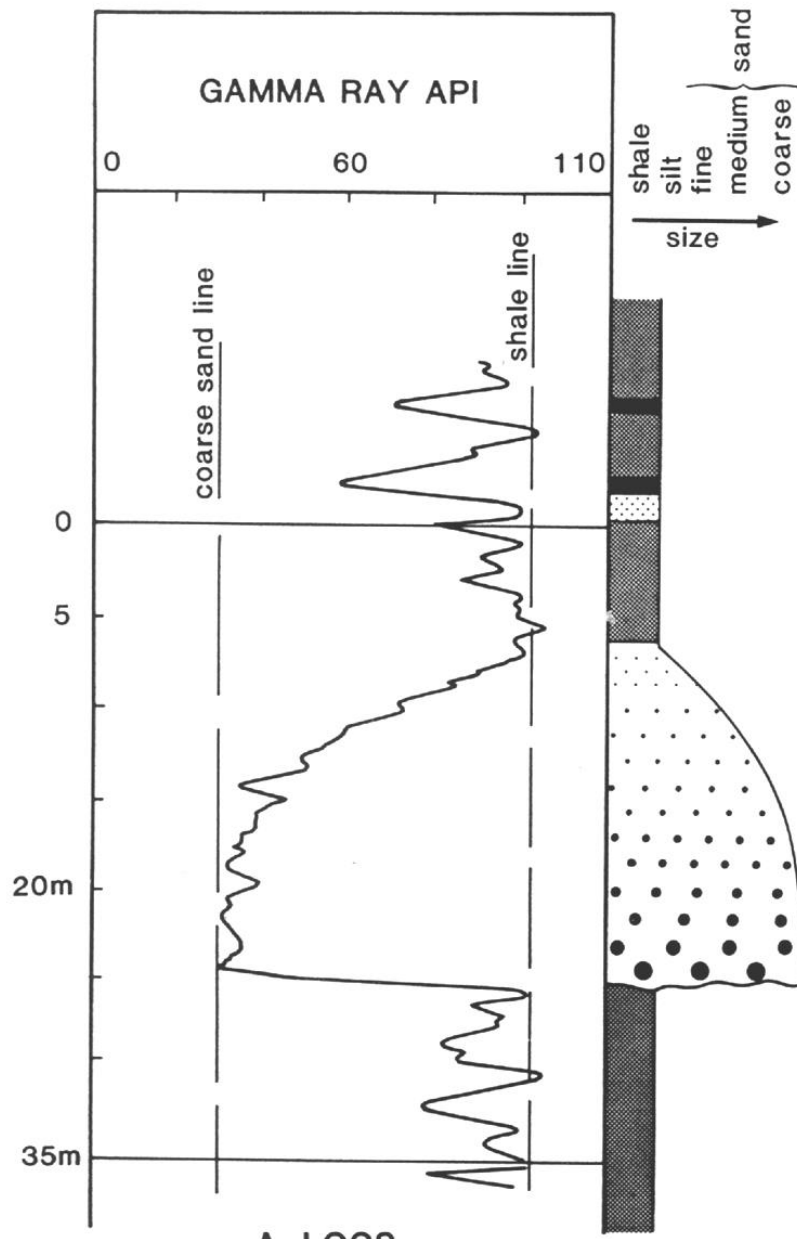 GAMMA RAY API
0 60 110
sand
shale
silt
fine
medium
coarse
size
coarse sand line
shale line
0
5
20m
35m